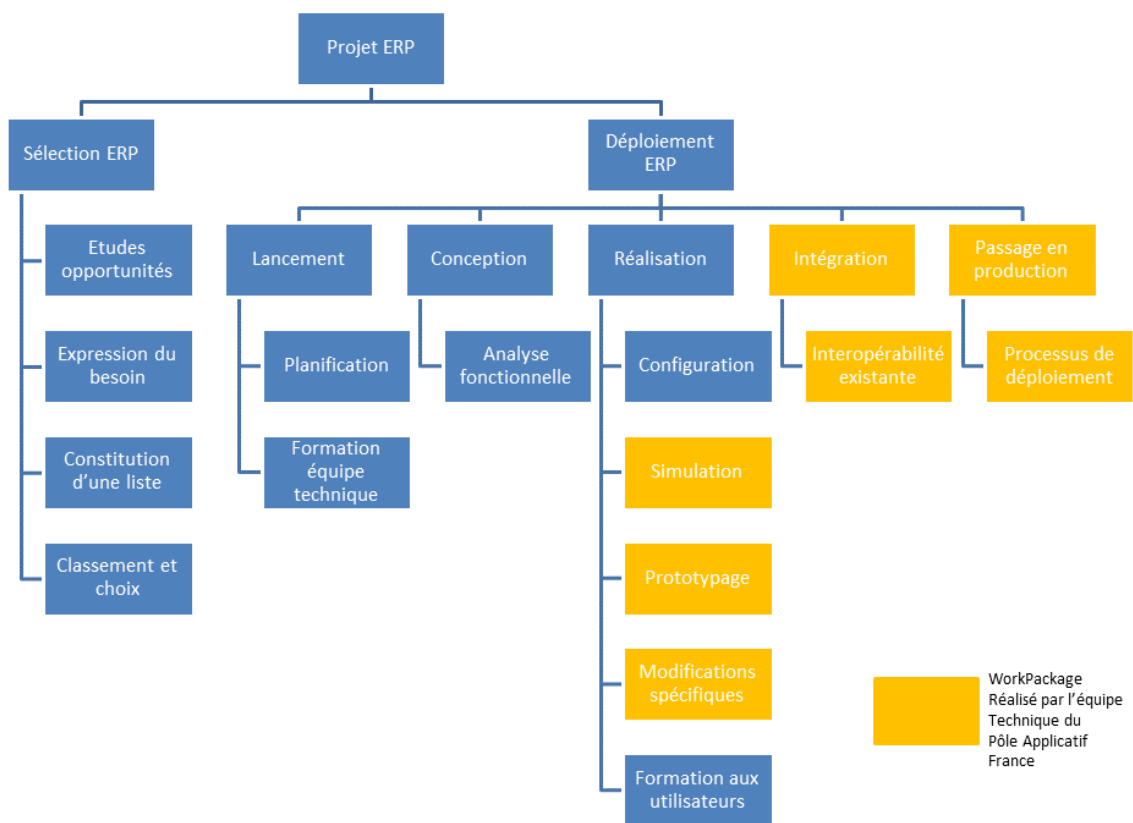 Projet ERP
Sélection ERP
Déploiement
ERP
Etudes
opportunités
Lancement
Conception
Réalisation
Intégration
Passage en
production
Expression du
besoin
Planification
Analyse
fonctionnelle
Configuration
Interopérabilité
existante
Processus de
déploiement
Constitution
d’une liste
Formation
équipe
technique
Simulation
Classement et
choix
Prototypage
Modifications
spécifiques
WorkPackage
Réalisé par l’équipe
Technique du
Pôle Applicatif
France
Formation aux
utilisateurs